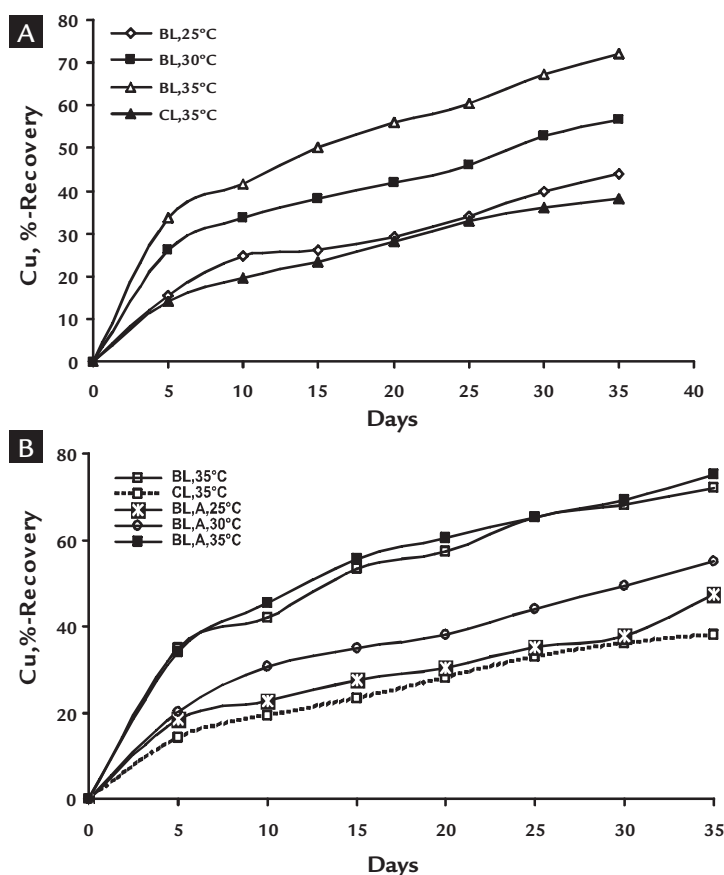 A
80
70
60
50
40
30
20
10
0
Cu, %-Recovery
BL,25°C
BL,30°C
BL,35°C
CL,35°C
0 5 10 15 20 25 30 35 40
Days
B
80
60
40
20
0
Cu,%-Recovery
BL,35°C
CL,35°C
BL,A,25°C
BL,A,30°C
BL,A,35°C
0 5 10 15 20 25 30 35
Days